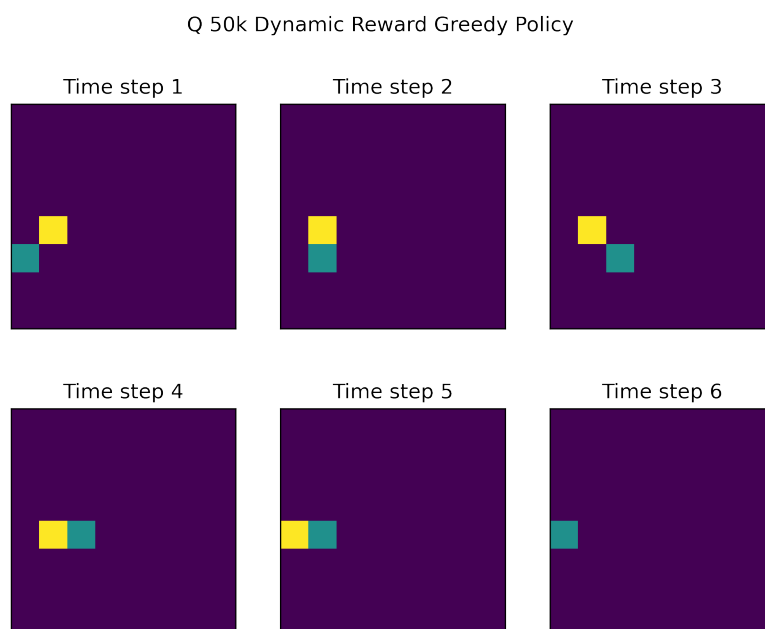 Q 50k Dynamic Reward Greedy Policy
Time step 1
Time step 2
Time step 3
Time step 4
Time step 5
Time step 6